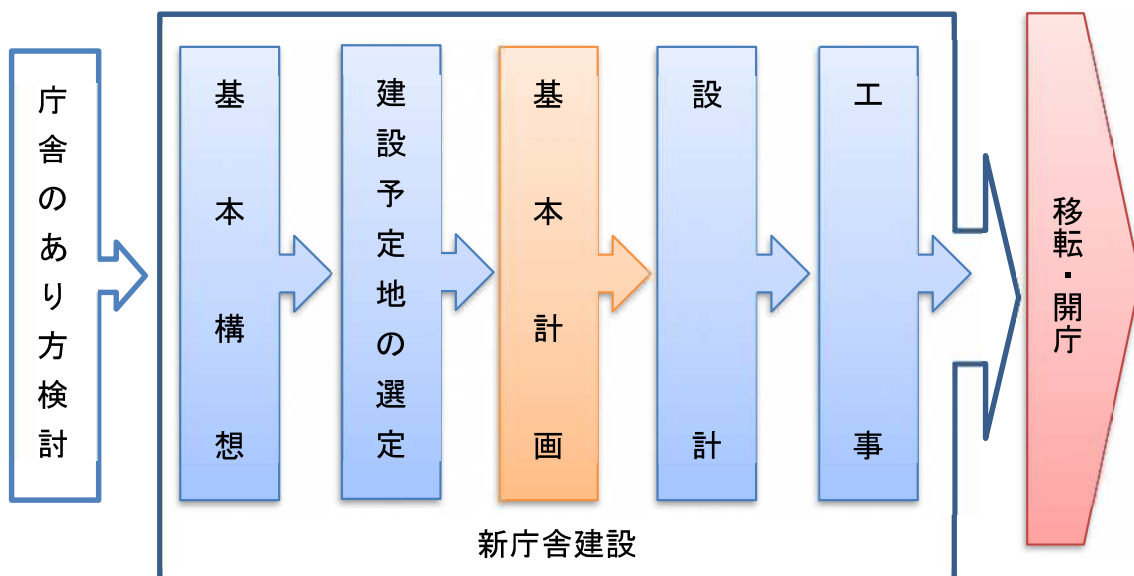 庁舎のあり方検討
基本構想
建設予定地の選定
基本計画
設計
工事
新庁舎建設
移転・開庁